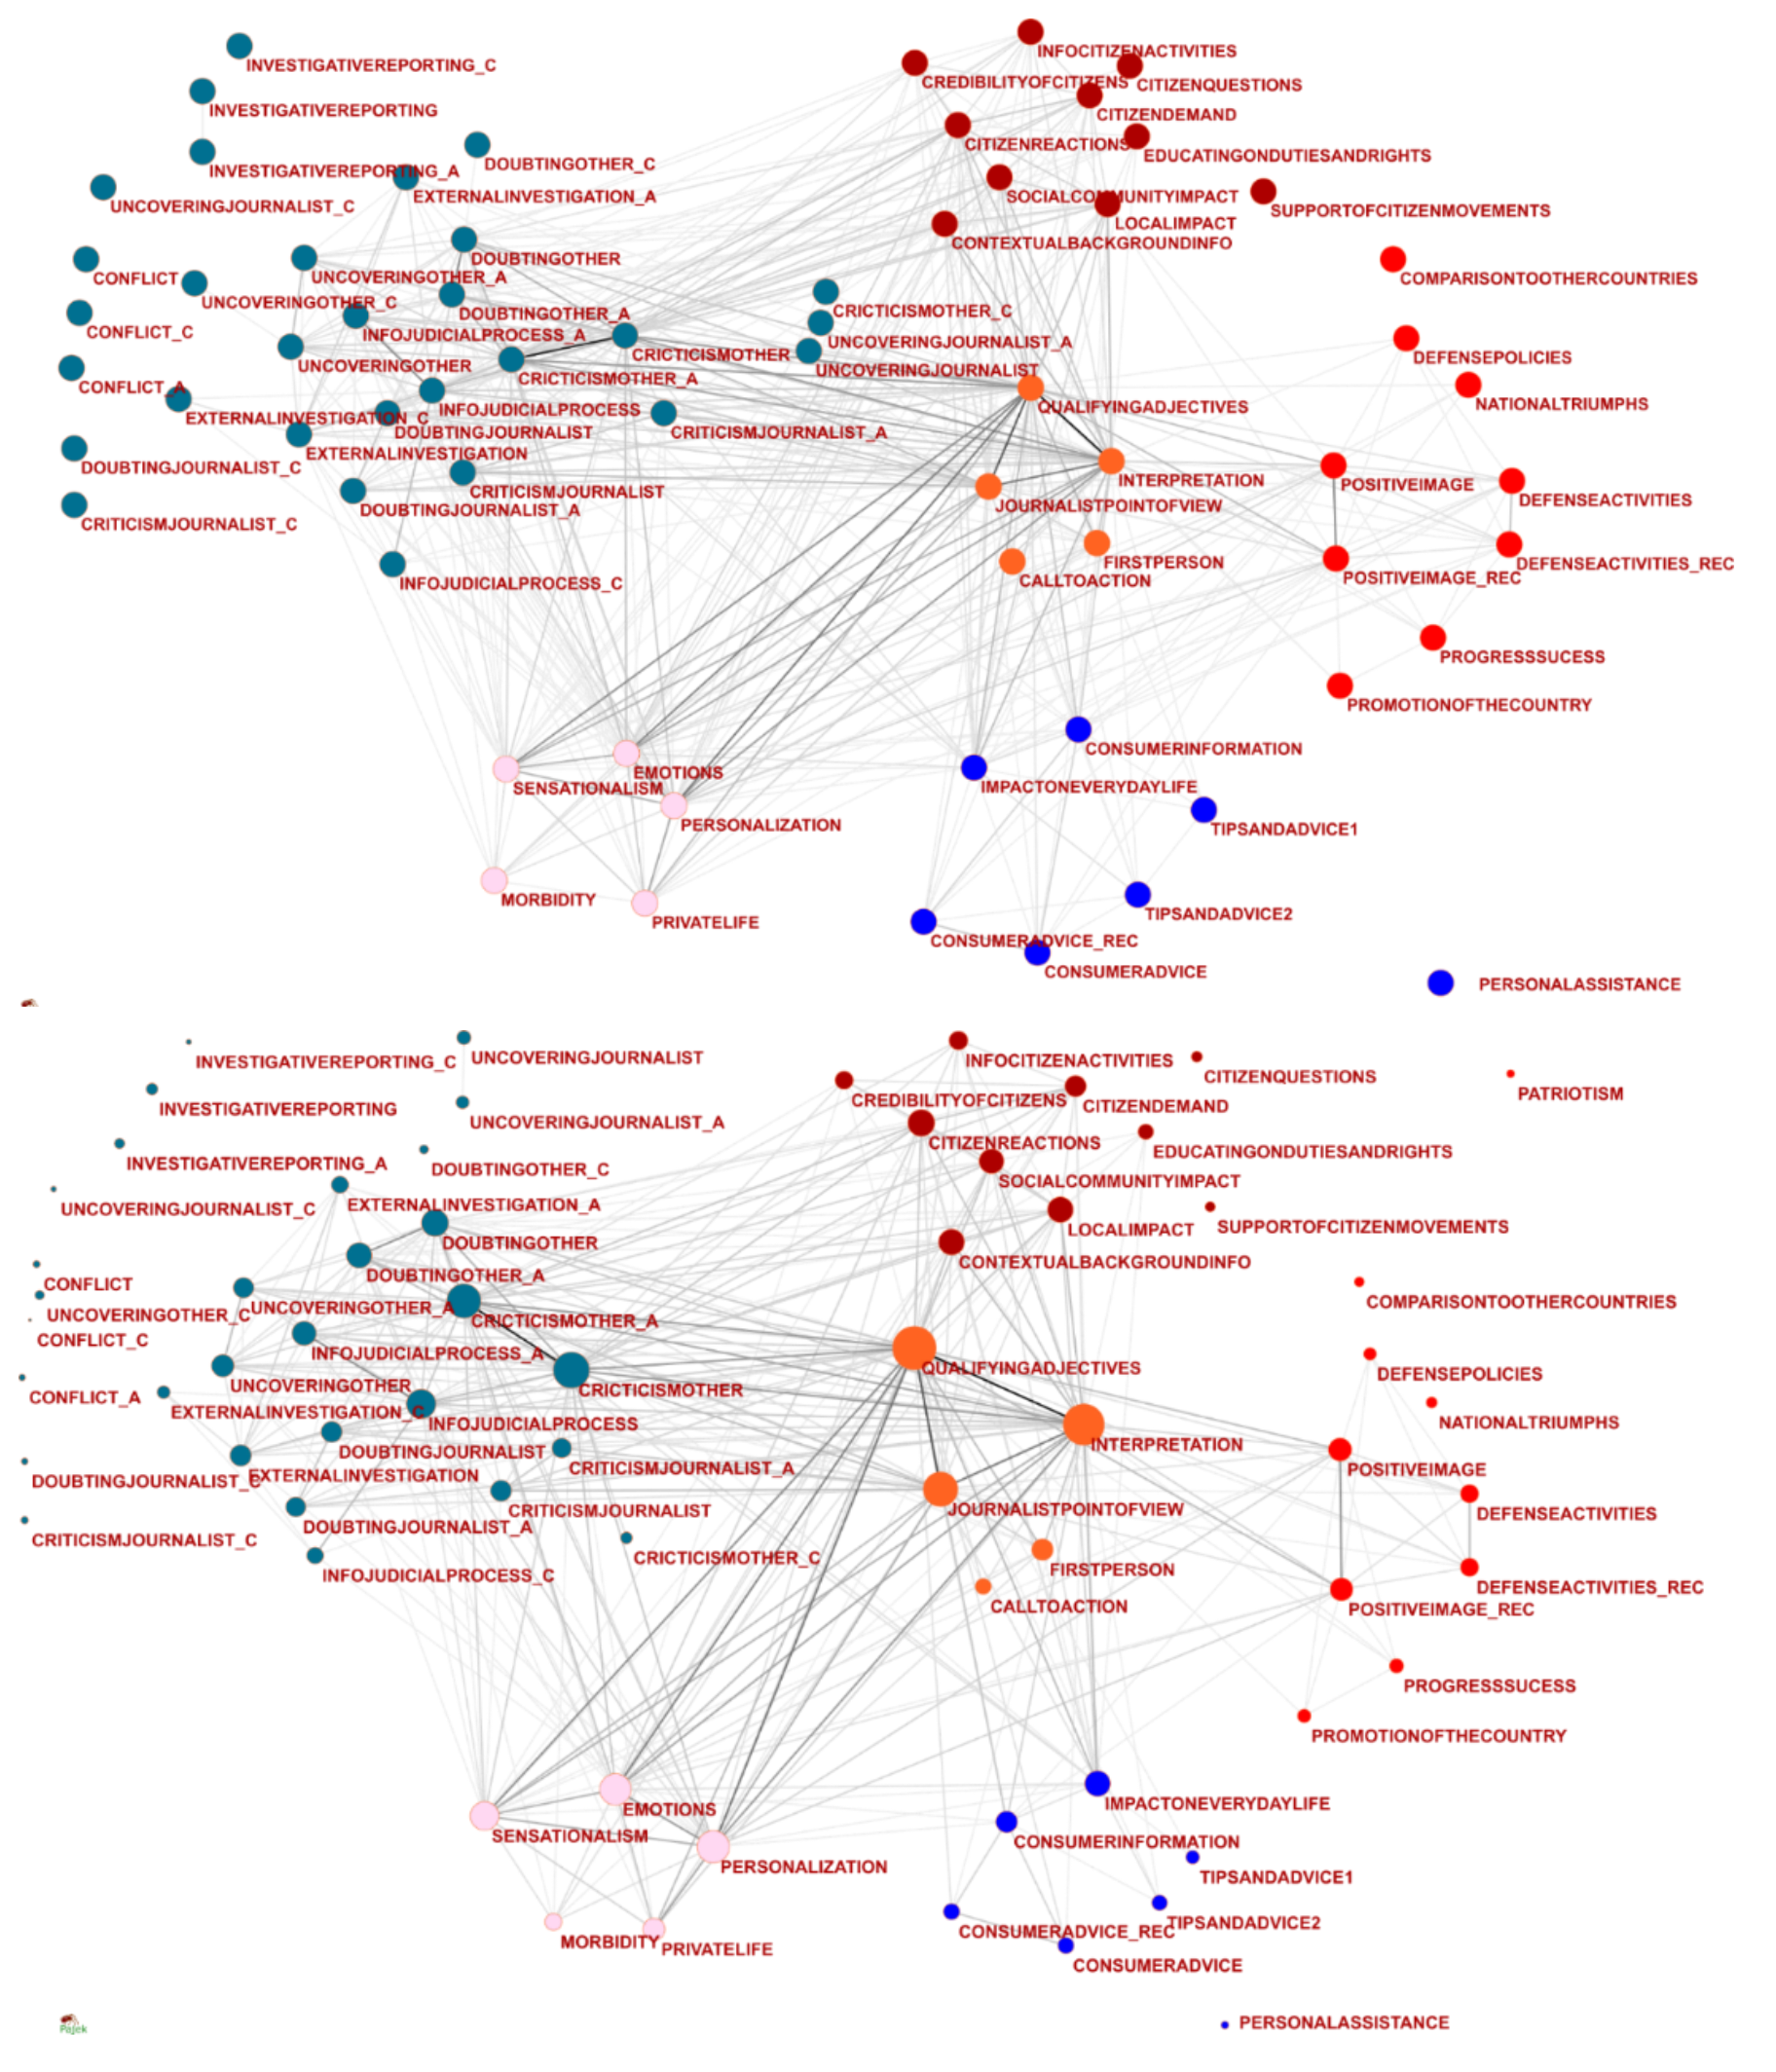 INFOCITIZENACTIVITIES
INVESTIGATIVEREPORTING_C
CREDIBILITYOFCITIZENS
CITIZENQUESTIONS
INVESTIGATIVEREPORTING
CITIZENDEMAND
CITIZENREACTIONS
EDUCATINGONDUTIESANDRIGHTS
DOUBTINGOTHER_C
INVESTIGATIVEREPORTING_A
EXTERNALINVESTIGATION_A
SOCIALCOMMUNITYIMPACT
UNCOVERINGJOURNALIST_C
SUPPORTOFCITIZENMOVEMENTS
LOCALIMPACT
CONTEXTUALBACKGROUNDINFO
DOUBTINGOTHER
CONFLICT
UNCOVERINGOTHER_A
COMPARISONTOOTHERCOUNTRIES
UNCOVERINGOTHER_C
DOUBTINGOTHER_A
CRICTICISMOTHER_C
CONFLICT_C
INFOJUDICIALPROCESS_A
UNCOVERINGJOURNALIST_A
CRICTICISMOTHER
DEFENSEPOLICIES
UNCOVERINGOTHER
UNCOVERINGJOURNALIST
CONFLICT_A
CRICTICISMOTHER_A
NATIONALTRIUMPHS
QUALIFYINGADJECTIVES
INFOJUDICIALPROCESS
EXTERNALINVESTIGATION_C
DOUBTINGJOURNALIST
CRITICISMJOURNALIST_A
EXTERNALINVESTIGATION
DOUBTINGJOURNALIST_C
INTERPRETATION
POSITIVEIMAGE
CRITICISMJOURNALIST
DEFENSEACTIVITIES
JOURNALISTPOINTOFVIEW
DOUBTINGJOURNALIST_A
CRITICISMJOURNALIST_C
FIRSTPERSON
DEFENSEACTIVITIES_REC
POSITIVEIMAGE_REC
CALLTOACTION
INFOJUDICIALPROCESS_C
PROGRESSSUCESS
PROMOTIONOFTHECOUNTRY
CONSUMERINFORMATION
EMOTIONS
SENSATIONALISM
IMPACTONEVERYDAYLIFE
PERSONALIZATION
TIPSANDADVICE1
MORBIDITY
TIPSANDADVICE2
PRIVATELIFE
CONSUMERADVICE_REC
CONSUMERADVICE
PERSONALASSISTANCE
UNCOVERINGJOURNALIST
INVESTIGATIVEREPORTING_C
INFOCITIZENACTIVITIES
CITIZENQUESTIONS
PATRIOTISM
CREDIBILITYOFCITIZENS
CITIZENDEMAND
INVESTIGATIVEREPORTING
UNCOVERINGJOURNALIST_A
CITIZENREACTIONS
EDUCATINGONDUTIESANDRIGHTS
INVESTIGATIVEREPORTING_A
DOUBTINGOTHER_C
SOCIALCOMMUNITYIMPACT
EXTERNALINVESTIGATION_A
UNCOVERINGJOURNALIST_C
SUPPORTOFCITIZENMOVEMENTS
LOCALIMPACT
DOUBTINGOTHER
CONTEXTUALBACKGROUNDINFO
DOUBTINGOTHER_A
CONFLICT
COMPARISONTOOTHERCOUNTRIES
UNCOVERINGOTHER_A
UNCOVERINGOTHER_C
CRICTICISMOTHER_A
CONFLICT_C
INFOJUDICIALPROCESS_A
QUALIFYINGADJECTIVES
DEFENSEPOLICIES
UNCOVERINGOTHER
CRICTICISMOTHER
CONFLICT_A
EXTERNALINVESTIGATION_C
INFOJUDICIALPROCESS
NATIONALTRIUMPHS
INTERPRETATION
DOUBTINGJOURNALIST
CRITICISMJOURNALIST_A
POSITIVEIMAGE
EXTERNALINVESTIGATION
DOUBTINGJOURNALIST_C
CRITICISMJOURNALIST
JOURNALISTPOINTOFVIEW
DEFENSEACTIVITIES
DOUBTINGJOURNALIST_A
CRITICISMJOURNALIST_C
CRICTICISMOTHER_C
FIRSTPERSON
INFOJUDICIALPROCESS_C
DEFENSEACTIVITIES_REC
CALLTOACTION
POSITIVEIMAGE_REC
PROGRESSSUCESS
PROMOTIONOFTHECOUNTRY
IMPACTONEVERYDAYLIFE
EMOTIONS
SENSATIONALISM
CONSUMERINFORMATION
PERSONALIZATION
TIPSANDADVICE1
TIPSANDADVICE2
CONSUMERADVICE_REC
MORBIDITY
PRIVATELIFE
CONSUMERADVICE
PERSONALASSISTANCE
Pajek